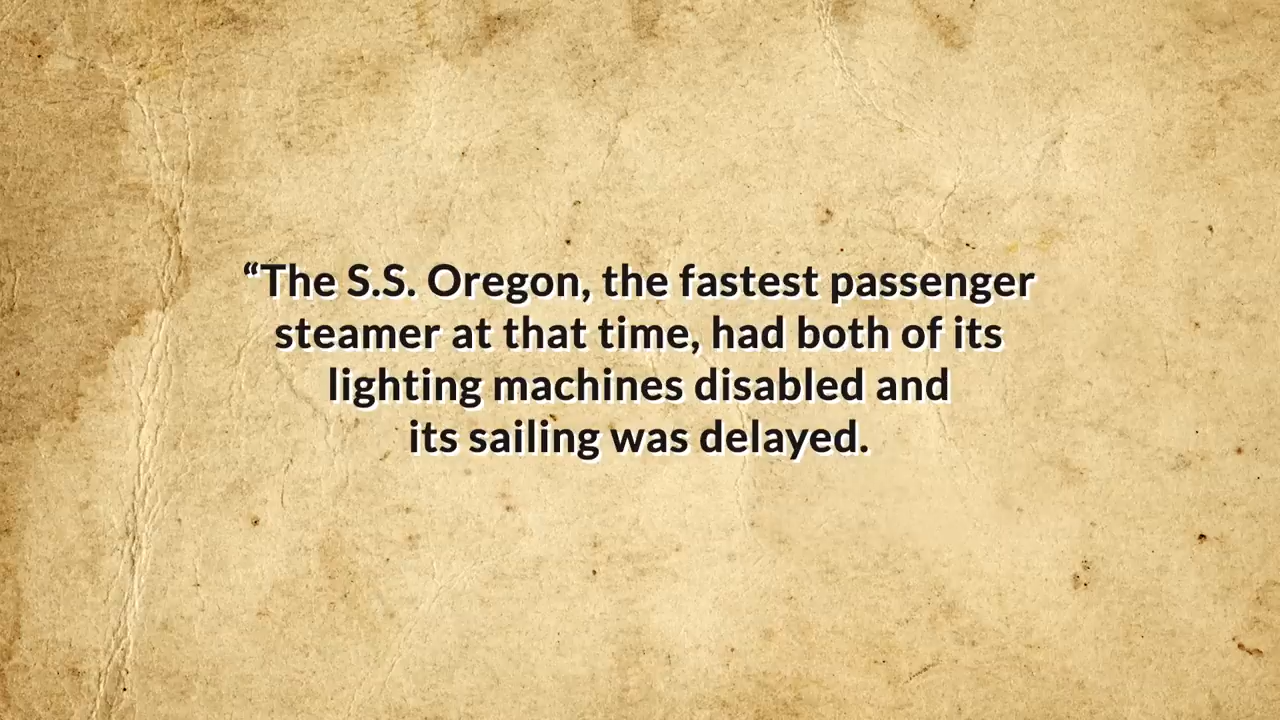 “The S.S. Oregon, the fastest passenger
steamer at that time, had both of its
lighting machines disabled and
its sailing was delayed.